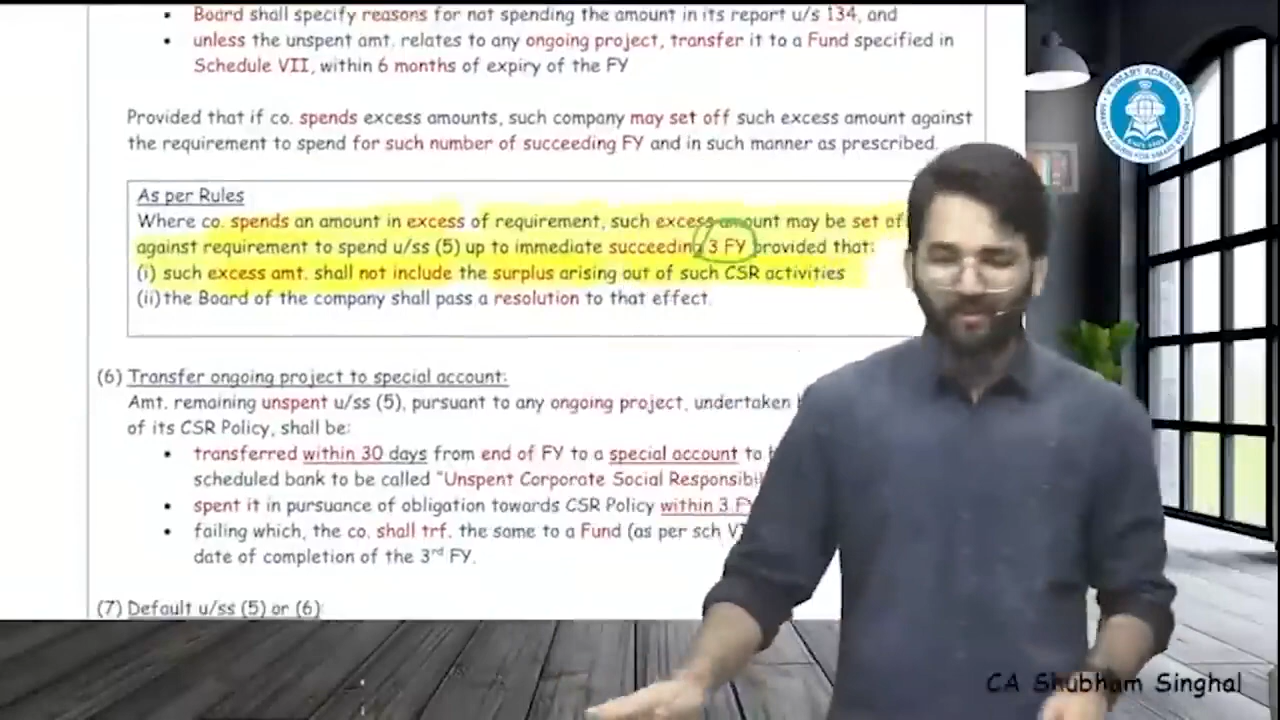 • Board shall specify reasons for not spending the amount in its report u/s 134, and
• unless the unspent amt. relates to any ongoing project, transfer it to a Fund specified in
Schedule VII, within 6 months of expiry of the FY
Provided that if co. spends excess amounts, such company may set off such excess amount against
the requirement to spend for such number of succeeding FY and in such manner as prescribed.
As per Rules
Where co. spends an amount in excess of requirement, such excess amount may be set of
against requirement to spend u/ss (5) up to immediate succeeding 3 FY provided that:
(i) such excess amt. shall not include the surplus arising out of such CSR activities
(ii) the Board of the company shall pass a resolution to that effect.
(6) Transfer ongoing project to special account:
Amt. remaining unspent u/ss (5), pursuant to any ongoing project, undertaken
of its CSR Policy, shall be:
• transferred within 30 days from end of FY to a special account to
scheduled bank to be called "Unspent Corporate Social
• spent it in pursuance of obligation towards CSR Policy within 3
• failing which, the co. shall trf. the same to a Fund (as per sch
date of completion of the 3rd FY.
(7) Default u/ss (5) or (6):
CA Shubham Singhal